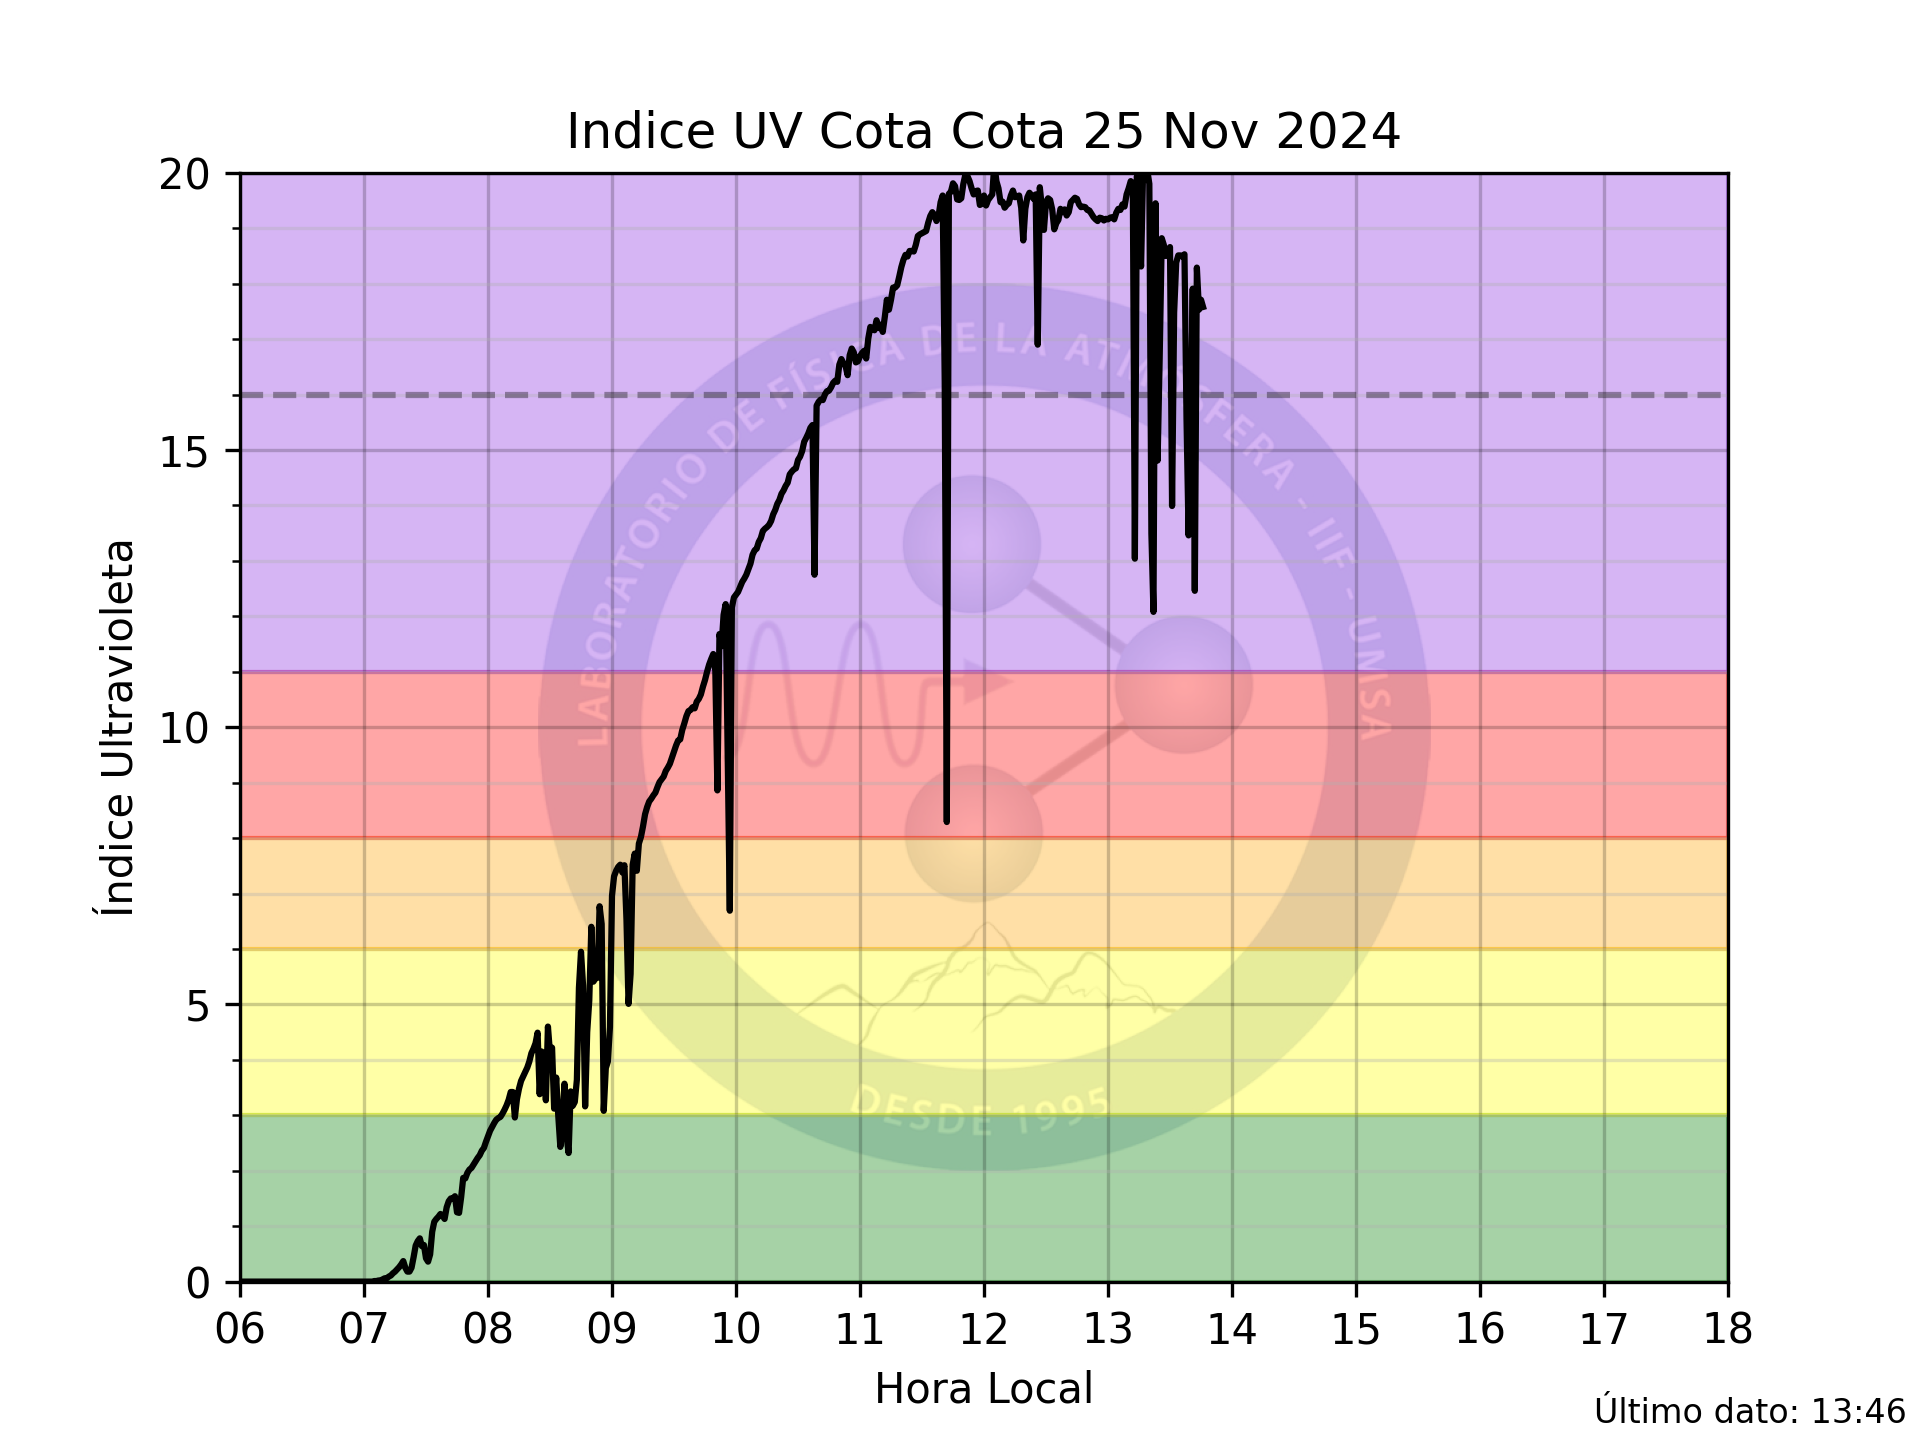 Indice UV Cota Cota 25 Nov 2024
20
15
10
5
0
Índice Ultravioleta
LABORATORIO DE FÍSICA DE LA ATMÓSFERA - IIF - UMSA
DESDE 1995
06 07 08 09 10 11 12 13 14 15 16 17 18
Hora Local
Último dato: 13:46